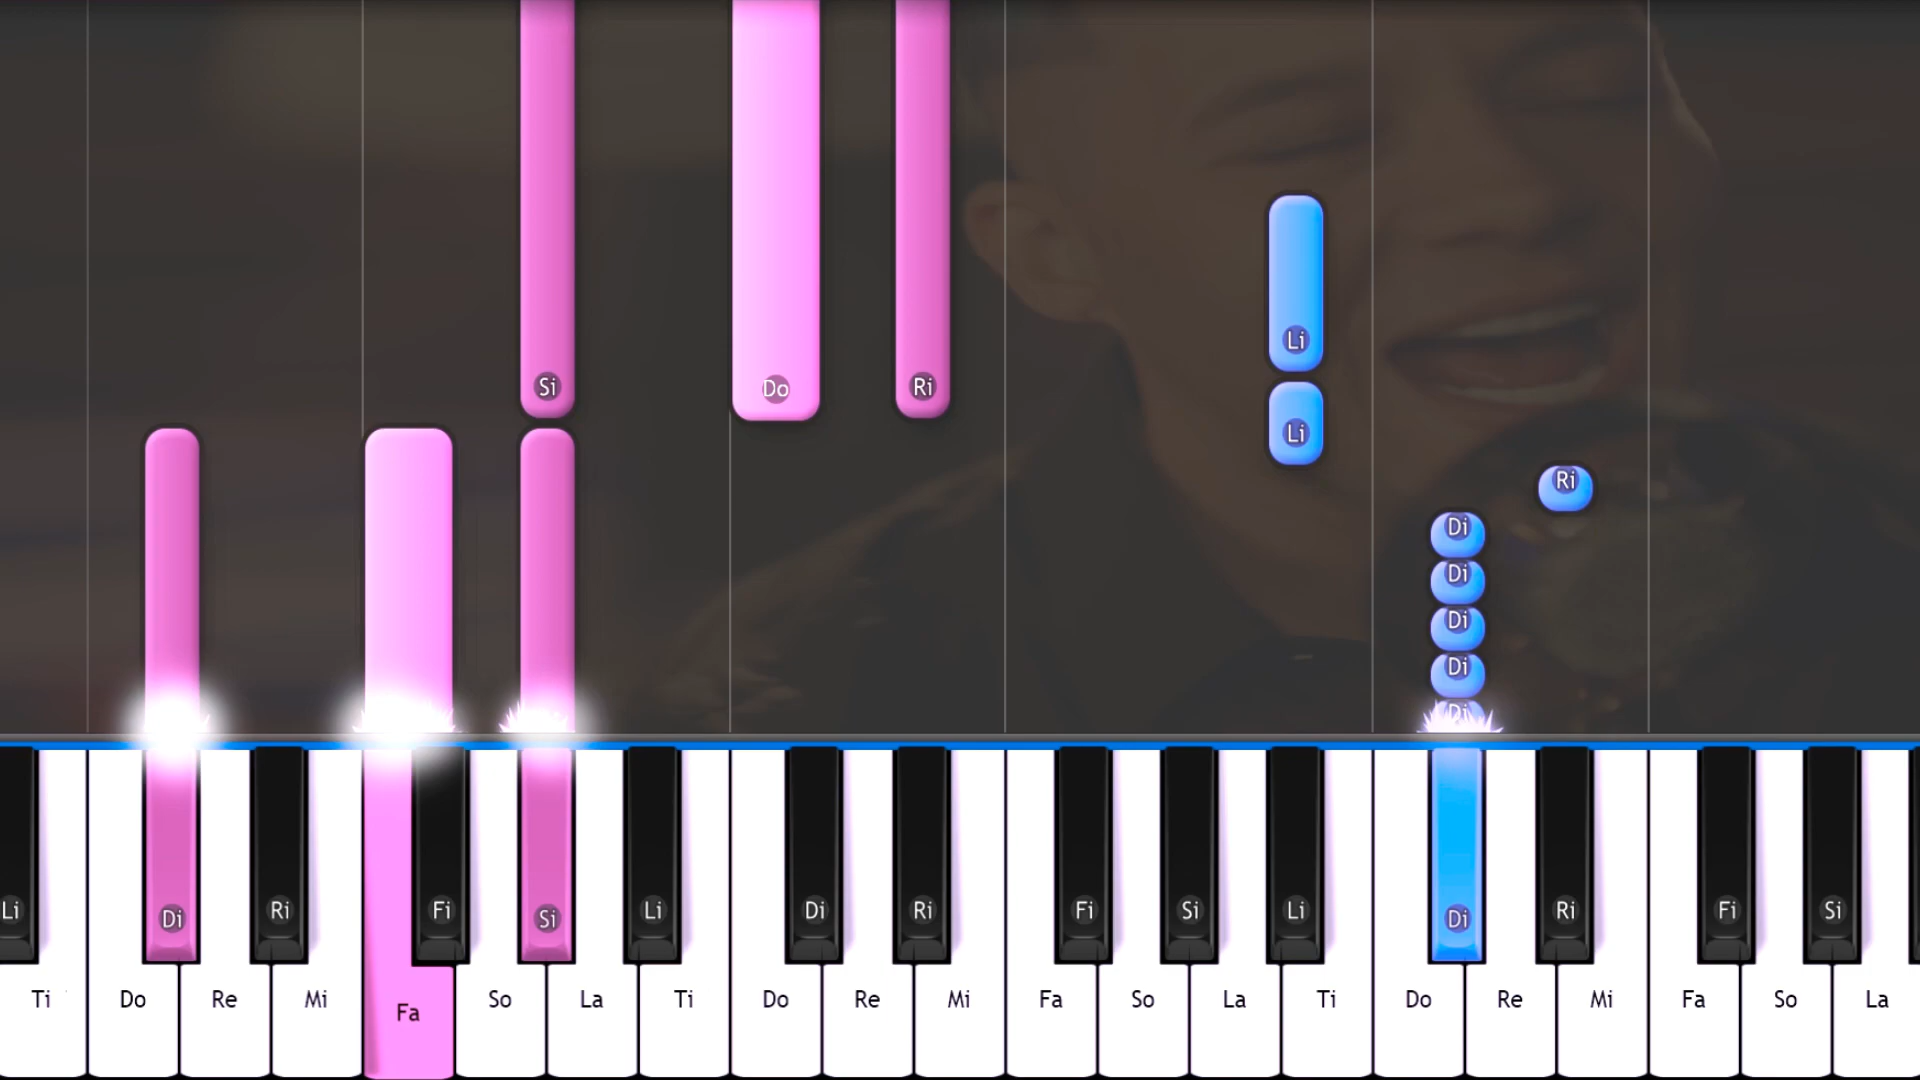 Li
Si Do Ri
Li
Ri
Di
Di
Di
Di
Di
Li Di Ri Fi Si Li Di Ri Fi Si Li Di Ri Fi Si
Ti Do Re Mi Fa So La Ti Do Re Mi Fa So La Ti Do Re Mi Fa So La